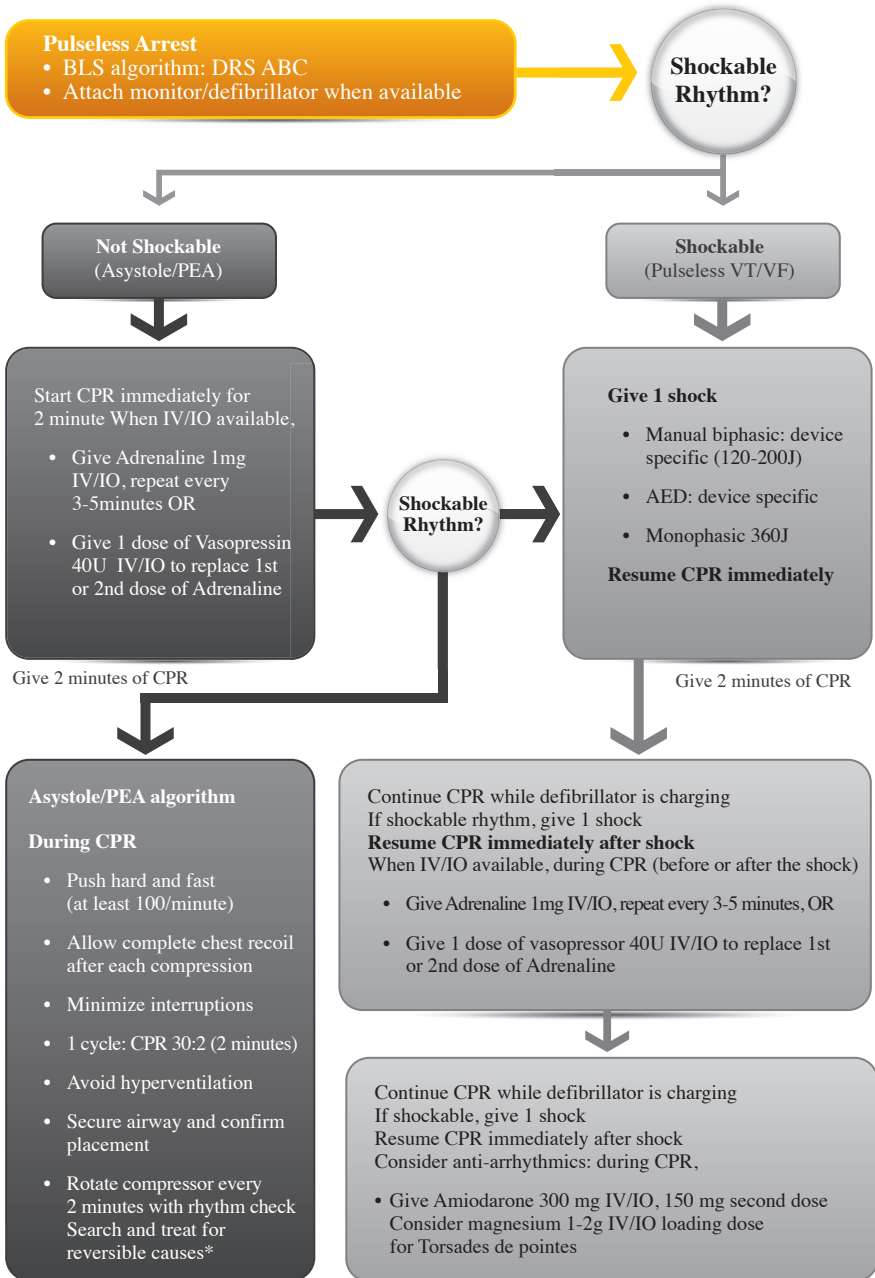 Pulseless Arrest
• BLS algorithm: DRS ABC
• Attach monitor/defibrillator when available
Shockable
Rhythm?
Not Shockable
(Asystole/PEA)
Shockable
(Pulseless VT/VF)
Start CPR immediately for
2 minute When IV/IO available,
• Give Adrenaline 1mg
IV/IO, repeat every
3-5minutes OR
• Give 1 dose of Vasopressin
40U IV/IO to replace 1st
or 2nd dose of Adrenaline
Shockable
Rhythm?
Give 1 shock
• Manual biphasic: device
specific (120-200J)
• AED: device specific
• Monophasic 360J
Resume CPR immediately
Give 2 minutes of CPR
Give 2 minutes of CPR
Asystole/PEA algorithm
During CPR
• Push hard and fast
(at least 100/minute)
• Allow complete chest recoil
after each compression
• Minimize interruptions
• 1 cycle: CPR 30:2 (2 minutes)
• Avoid hyperventilation
• Secure airway and confirm
placement
• Rotate compressor every
2 minutes with rhythm check
Search and treat for
reversible causes*
Continue CPR while defibrillator is charging
If shockable rhythm, give 1 shock
Resume CPR immediately after shock
When IV/IO available, during CPR (before or after the shock)
• Give Adrenaline 1mg IV/IO, repeat every 3-5 minutes, OR
• Give 1 dose of vasopressor 40U IV/IO to replace 1st
or 2nd dose of Adrenaline
Continue CPR while defibrillator is charging
If shockable, give 1 shock
Resume CPR immediately after shock
Consider anti-arrhythmics: during CPR,
• Give Amiodarone 300 mg IV/IO, 150 mg second dose
Consider magnesium 1-2g IV/IO loading dose
for Torsades de pointes